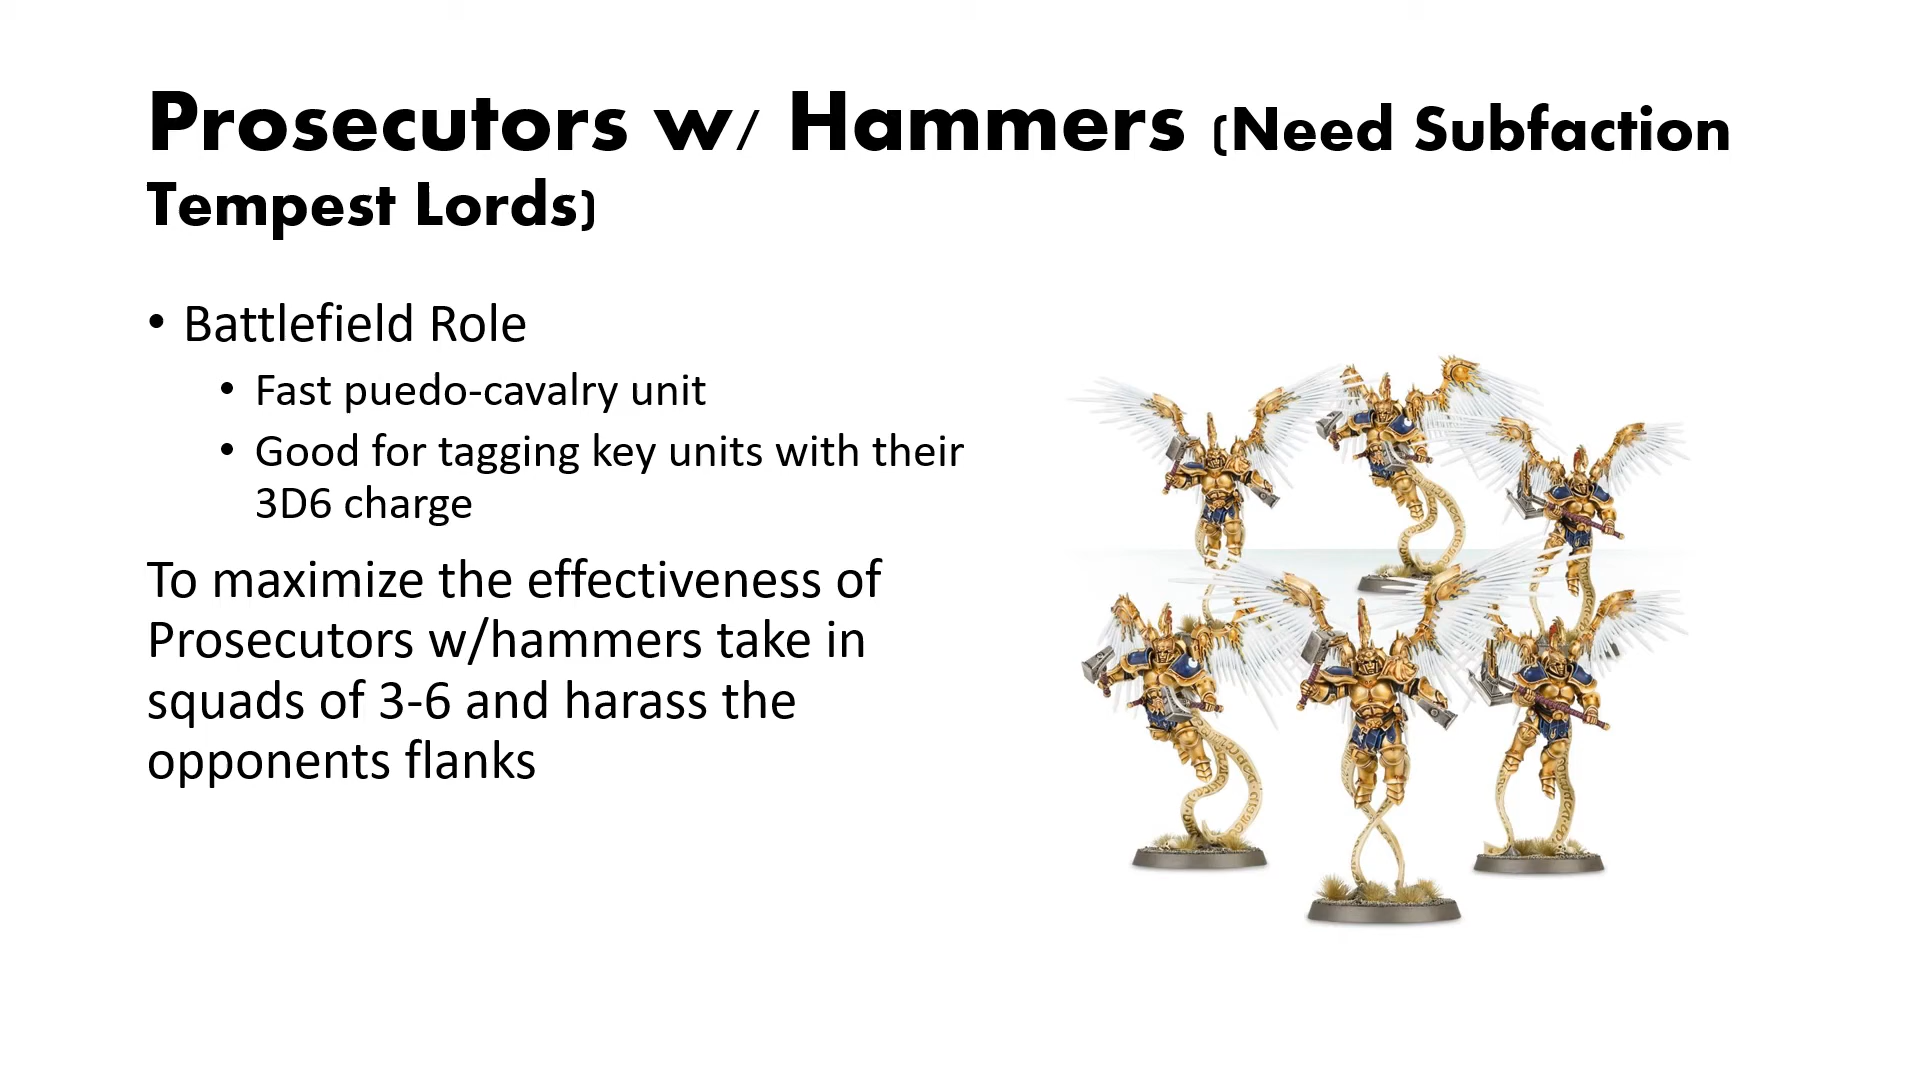 Prosecutors w/ Hammers (Need Subfaction
Tempest Lords)
• Battlefield Role
• Fast puedo-cavalry unit
• Good for tagging key units with their
3D6 charge
To maximize the effectiveness of
Prosecutors w/hammers take in
squads of 3-6 and harass the
opponents flanks